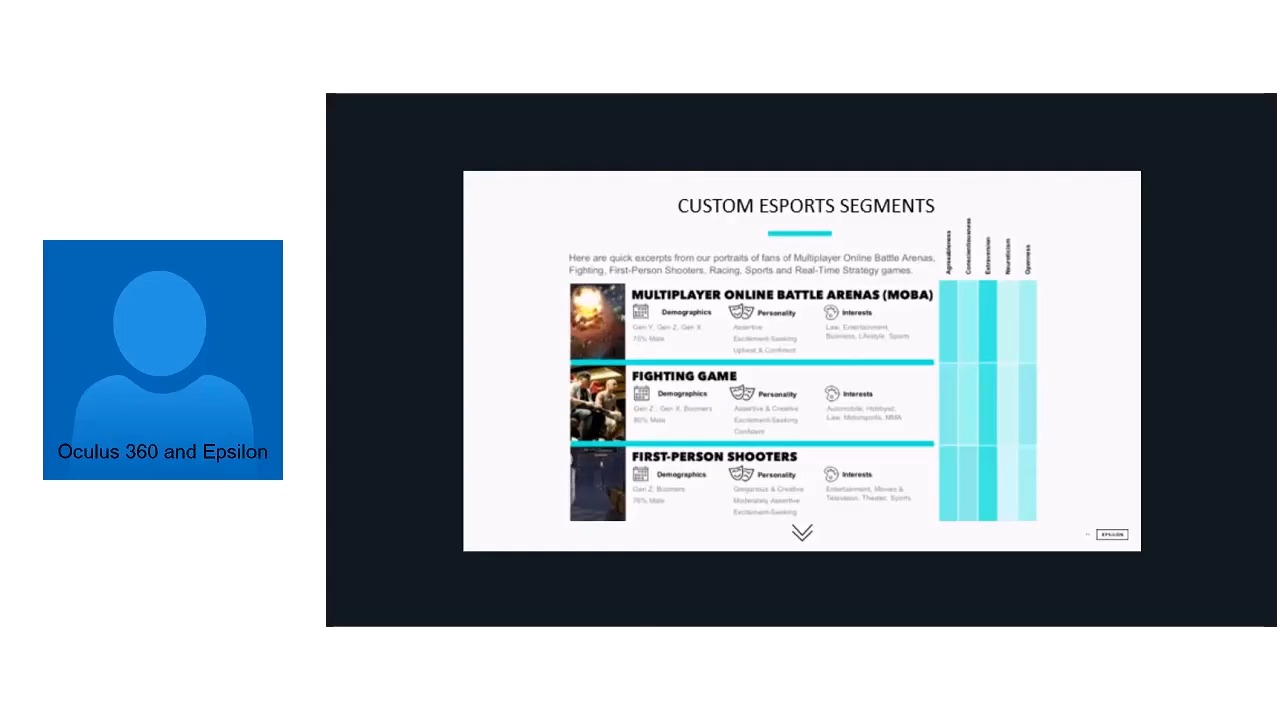 Oculus 360 and Epsilon
CUSTOM ESPORTS SEGMENTS
Here are quick excerpts from our portraits of fans of Multiplayer Online Battle Arenas,
Fighting, First-Person Shooters, Racing, Sports and Real-Time Strategy games.
Agreeableness
Conscientiousness
Extraversion
Neuroticism
Openness
MULTIPLAYER ONLINE BATTLE ARENAS (MOBA)
Demographics
Gen Y, Gen Z, Gen X
Male
Personality
Assertive
Excitement-Seeking
Upbeat & Confident
Interests
Law, Entertainment,
Business, Lifestyle, Sports
FIGHTING GAME
Demographics
Gen Z, Gen X, Boomers
80% Male
Personality
Assertive & Creative
Excitement-Seeking
Confident
Interests
Automobile, Hobbyist,
Law, Motorsports, MMA
FIRST-PERSON SHOOTERS
Demographics
Gen Z, Boomers
76% Male
Personality
Gregarious & Creative
Moderately Assertive
Excitement-Seeking
Interests
Entertainment, Movies &
Television, Theater, Sports
EPSILON